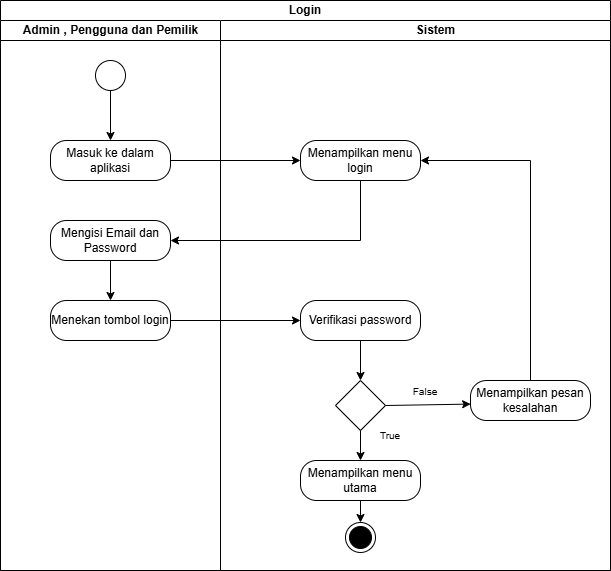 Login
Admin , Pengguna dan Pemilik
Sistem
Masuk ke dalam
aplikasi
Menampilkan menu
login
Mengisi Email dan
Password
Menekan tombol login
Verifikasi password
False
Menampilkan pesan
kesalahan
True
Menampilkan menu
utama